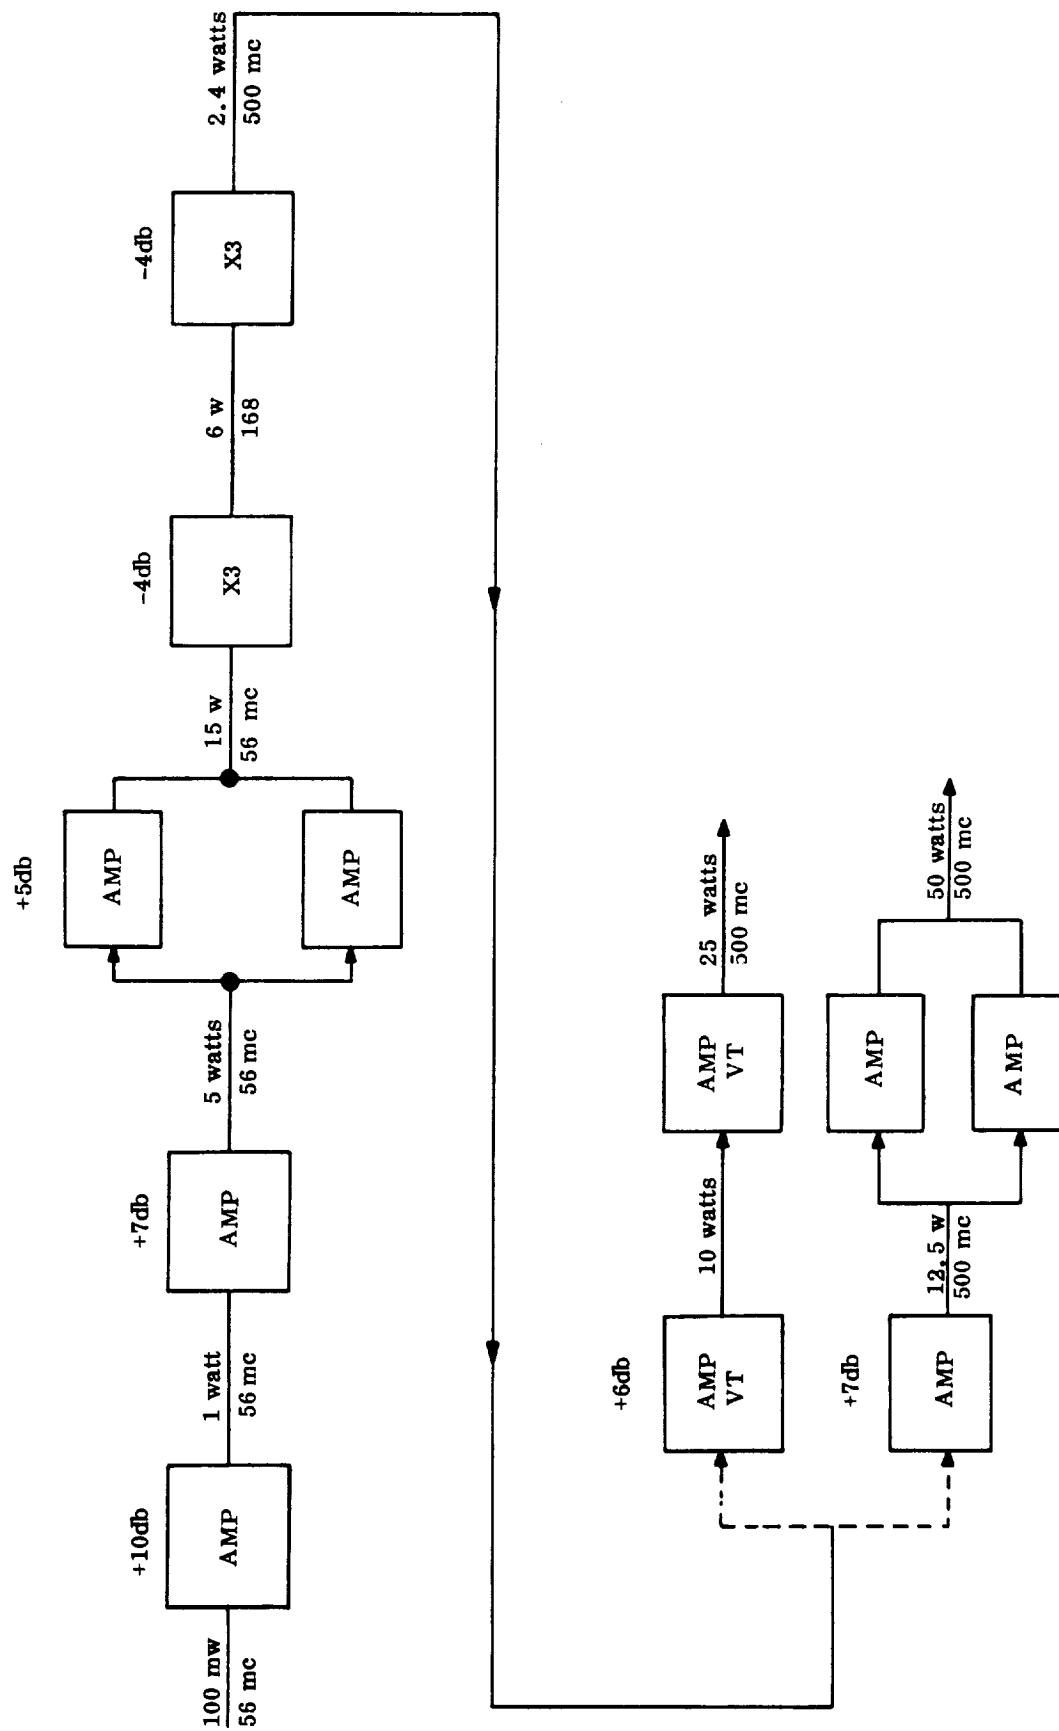 100 mw
56 mc
+10db
AMP
1 watt
56 mc
+7db
AMP
5 watts
56 mc
+5db
AMP
AMP
15 w
56 mc
-4db
X3
6 w
168
-4db
X3
2.4 watts
500 mc
+6db
AMP
VT
10 watts
AMP
VT
25 watts
500 mc
+7db
AMP
12.5 w
500 mc
AMP
AMP
50 watts
500 mc